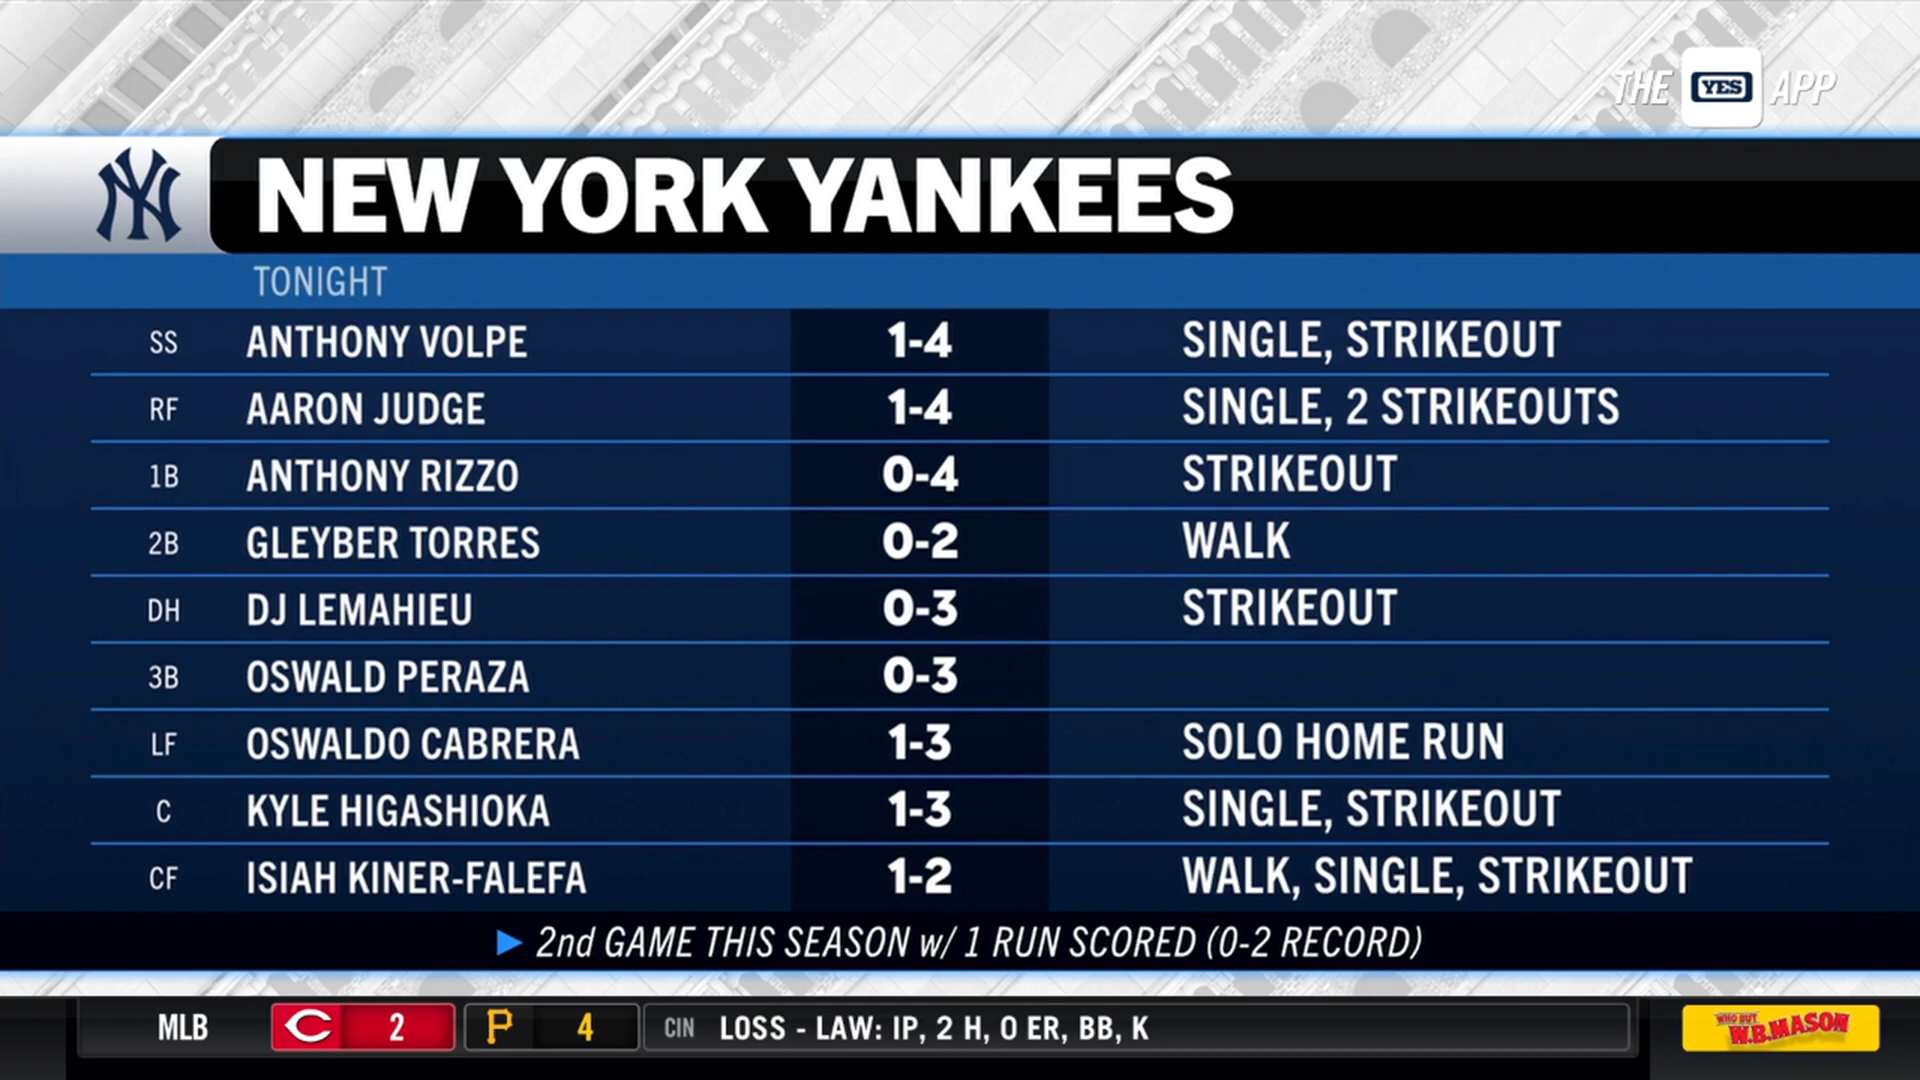 THE YES APP
NY NEW YORK YANKEES
TONIGHT
SS ANTHONY VOLPE 1-4 SINGLE, STRIKEOUT
RF AARON JUDGE 1-4 SINGLE, 2 STRIKEOUTS
1B ANTHONY RIZZO 0-4 STRIKEOUT
2B GLEYBER TORRES 0-2 WALK
DH DJ LEMAHIEU 0-3 STRIKEOUT
3B OSWALD PERAZA 0-3
LF OSWALDO CABRERA 1-3 SOLO HOME RUN
C KYLE HIGASHIOKA 1-3 SINGLE, STRIKEOUT
CF ISIAH KINER-FALEFA 1-2 WALK, SINGLE, STRIKEOUT
2nd GAME THIS SEASON w/ 1 RUN SCORED (0-2 RECORD)
MLB C 2 P 4 CIN LOSS - LAW: IP, 2 H, 0 ER, BB, K
WHO BUT
W.B. MASON